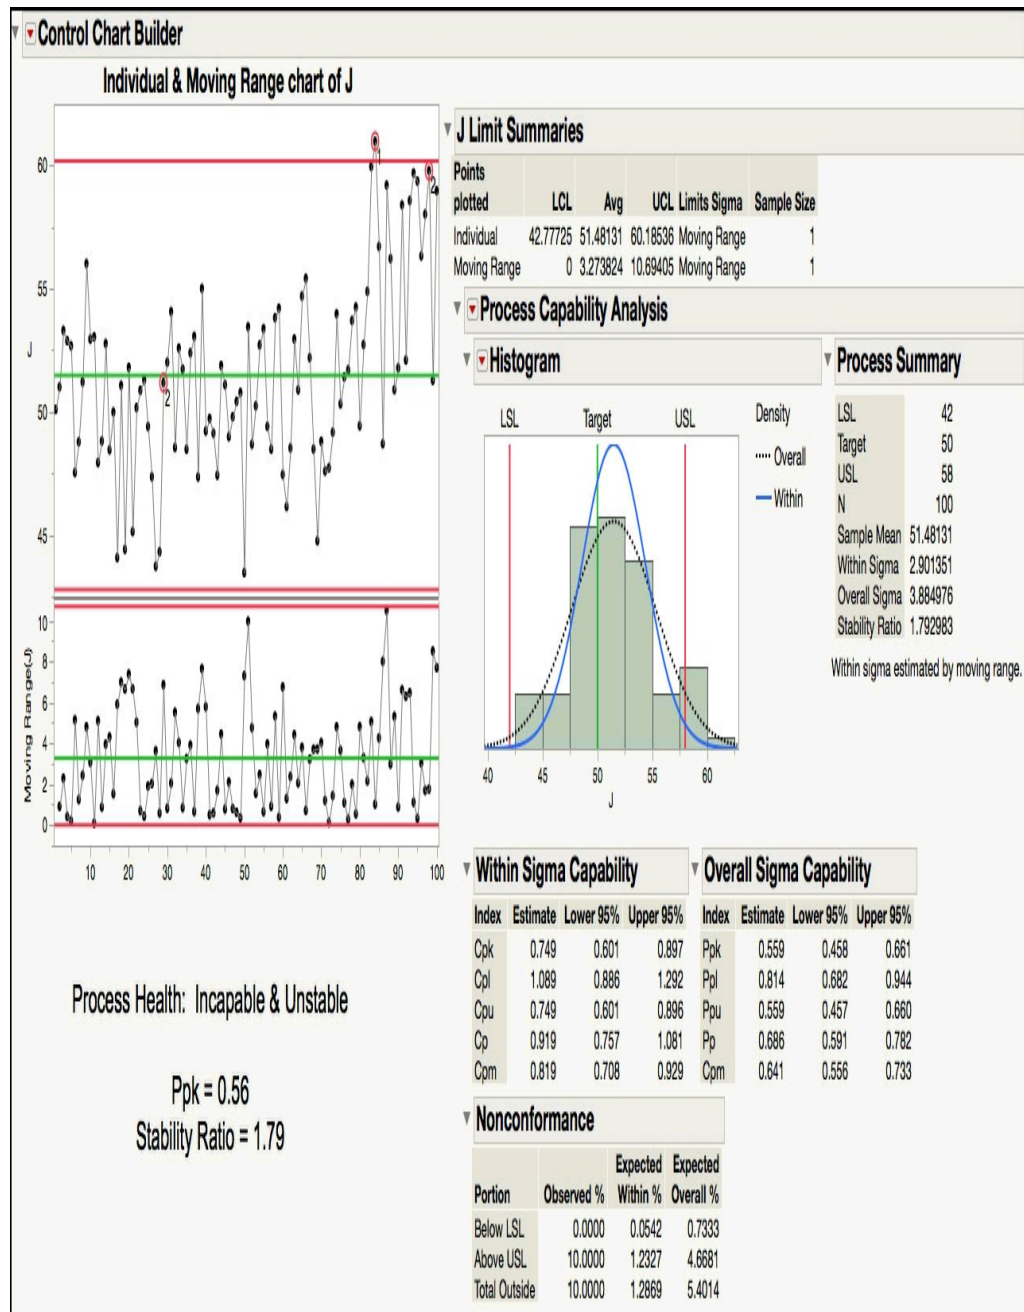 Control Chart Builder
Individual & Moving Range chart of J
60
55
J
50
45
1
2
2
10
8
6
4
2
0
Moving Range(J)
10 20 30 40 50 60 70 80 90 100
Process Health: Incapable & Unstable
Ppk = 0.56
Stability Ratio = 1.79
J Limit Summaries
Points
plotted LCL Avg UCL Limits Sigma Sample Size
Individual 42.77725 51.48131 60.18536 Moving Range 1
Moving Range 0 3.273824 10.69405 Moving Range 1
Process Capability Analysis
Histogram
LSL Target USL
Density
Overall
Within
40 45 50 55 60
J
Process Summary
LSL 42
Target 50
USL 58
N 100
Sample Mean 51.48131
Within Sigma 2.901351
Overall Sigma 3.884976
Stability Ratio 1.792983
Within sigma estimated by moving range.
Within Sigma Capability
Index Estimate Lower 95% Upper 95%
Cpk 0.749 0.601 0.897
Cpl 1.089 0.886 1.292
Cpu 0.749 0.601 0.896
Cp 0.919 0.757 1.081
Cpm 0.819 0.708 0.929
Overall Sigma Capability
Index Estimate Lower 95% Upper 95%
Ppk 0.559 0.458 0.661
Ppl 0.814 0.682 0.944
Ppu 0.559 0.457 0.660
Pp 0.686 0.591 0.782
Cpm 0.641 0.556 0.733
Nonconformance
Expected Expected
Portion Observed % Within % Overall %
Below LSL 0.0000 0.0542 0.7333
Above USL 10.0000 1.2327 4.6681
Total Outside 10.0000 1.2869 5.4014